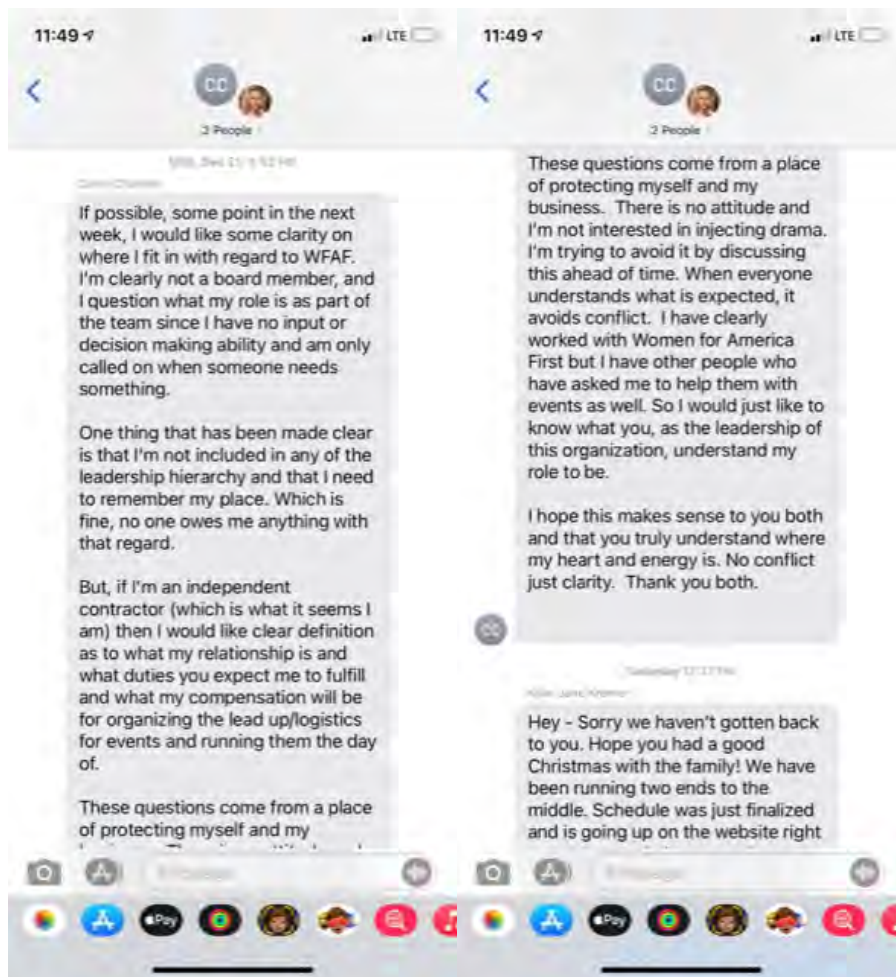 11:49
LTE
CC
2 People
If possible, some point in the next
week, I would like some clarity on
where I fit in with regard to WFAF.
I'm clearly not a board member, and
I question what my role is as part of
the team since I have no input or
decision making ability and am only
called on when someone needs
something.
One thing that has been made clear
is that I'm not included in any of the
leadership hierarchy and that I need
to remember my place. Which is
fine, no one owes me anything with
that regard.
But, if I'm an independent
contractor (which is what it seems I
am) then I would like clear definition
as to what my relationship is and
what duties you expect me to fulfill
and what my compensation will be
for organizing the lead up/logistics
for events and running them the day
of.
These questions come from a place
of protecting myself and my
Pay
11:49
LTE
CC
2 People
These questions come from a place
of protecting myself and my
business.  There is no attitude and
I'm not interested in injecting drama.
I'm trying to avoid it by discussing
this ahead of time. When everyone
understands what is expected, it
avoids conflict.  I have clearly
worked with Women for America
First but I have other people who
have asked me to help them with
events as well. So I would just like to
know what you, as the leadership of
this organization, understand my
role to be.
I hope this makes sense to you both
and that you truly understand where
my heart and energy is. No conflict
just clarity.  Thank you both.
CC
Hey - Sorry we haven't gotten back
to you. Hope you had a good
Christmas with the family! We have
been running two ends to the
middle. Schedule was just finalized
and is going up on the website right
Pay